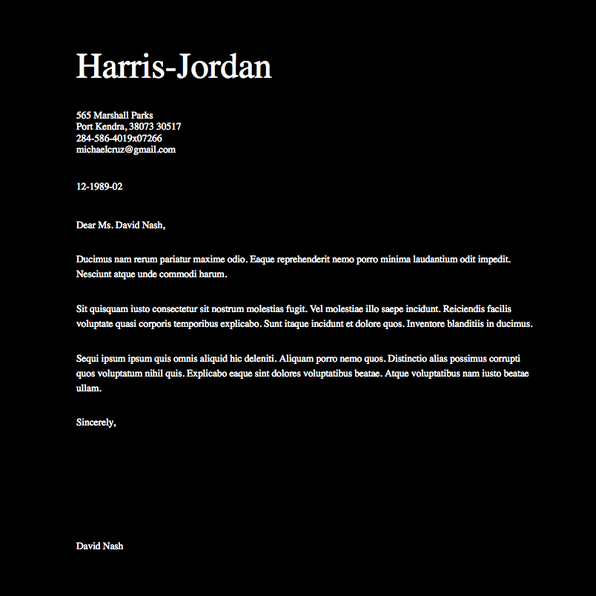 Harris-Jordan
565 Marshall Parks
Port Kendra, 38073 30517
284-586-4019x07266
michaelcruz@gmail.com
12-1989-02
Dear Ms. David Nash,
Ducimus nam rerum pariatur maxime odio. Eaque reprehenderit nemo porro minima laudantium odit impedit.
Nesciunt atque unde commodi harum.
Sit quisquam iusto consectetur sit nostrum molestias fugit. Vel molestiae illo saepe incidunt. Reiciendis facilis
voluptate quasi corporis temporibus explicabo. Sunt itaque incidunt et dolore quos. Inventore blanditiis in ducimus.
Sequi ipsum ipsum quis omnis aliquid hic deleniti. Aliquam porro nemo quos. Distinctio alias possimus corrupti
quos voluptatum nihil quis. Explicabo eaque sint dolores voluptatibus beatae. Atque voluptatibus nam iusto beatae
ullam.
Sincerely,
David Nash